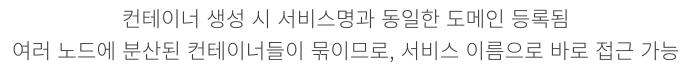 컨테이너 생성 시 서비스명과 동일한 도메인 등록됨
여러 노드에 분산된 컨테이너들이 묶이므로, 서비스 이름으로 바로 접근 가능